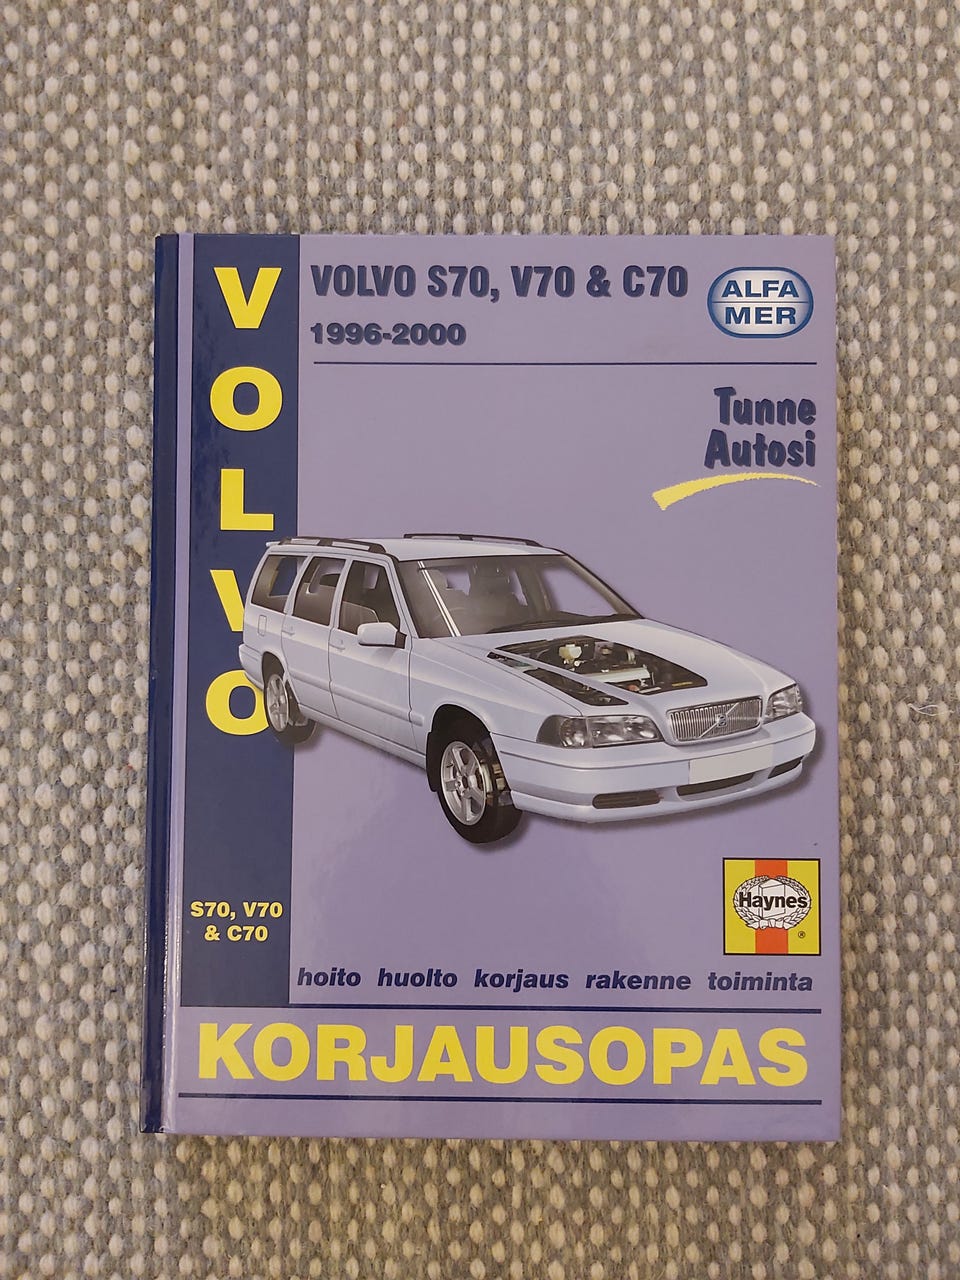 VOLVO
VOLVO S70, V70 & C70
1996-2000
ALFA
MER
Tunne
Autosi
S70, V70
& C70
Haynes
®
hoito huolto korjaus rakenne toiminta
KORJAUSOPAS